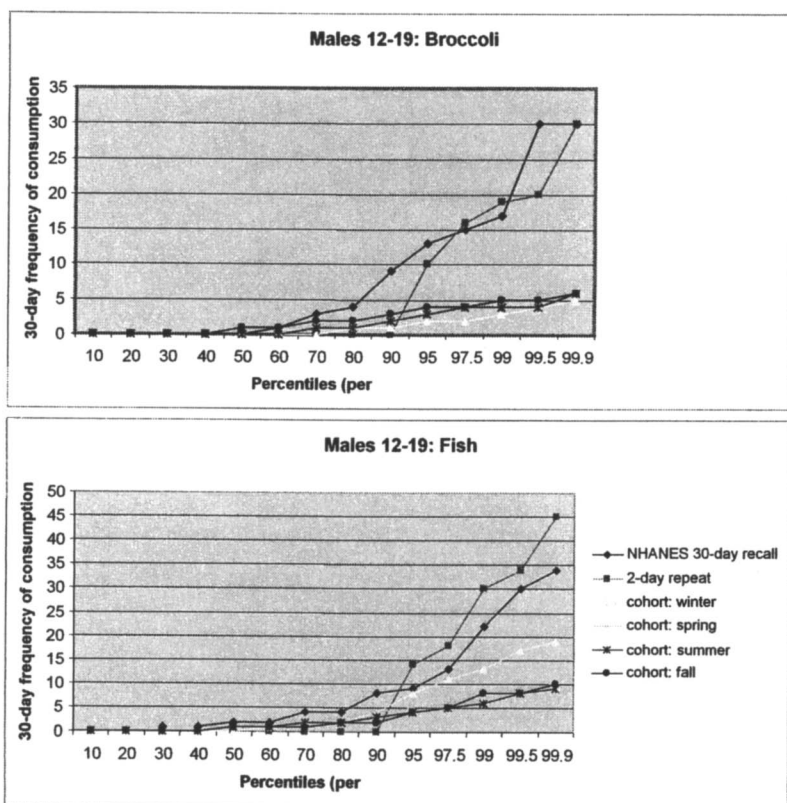 Males 12-19: Broccoli
30-day frequency of consumption
35
30
25
20
15
10
5
0
10 20 30 40 50 60 70 80 90 95 97.5 99 99.5 99.9
Percentiles (per
Males 12-19: Fish
30-day frequency of consumption
50
45
40
35
30
25
20
15
10
5
0
10 20 30 40 50 60 70 80 90 95 97.5 99 99.5 99.9
Percentiles (per
NHANES 30-day recall
2-day repeat
cohort: winter
cohort: spring
cohort: summer
cohort: fall